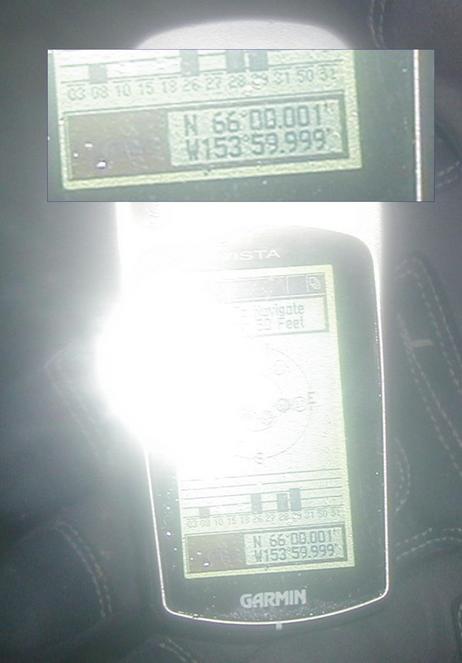 03 08 10 15 18 26 27 28 29 31 50 31
N 66°00.001'
W153°59.999'
VISTA
Navigate
50 Feet
E
S
03 08 10 15 18 26 27 28 29 31 50 31
N 66°00.001'
W153°59.999'
GARMIN